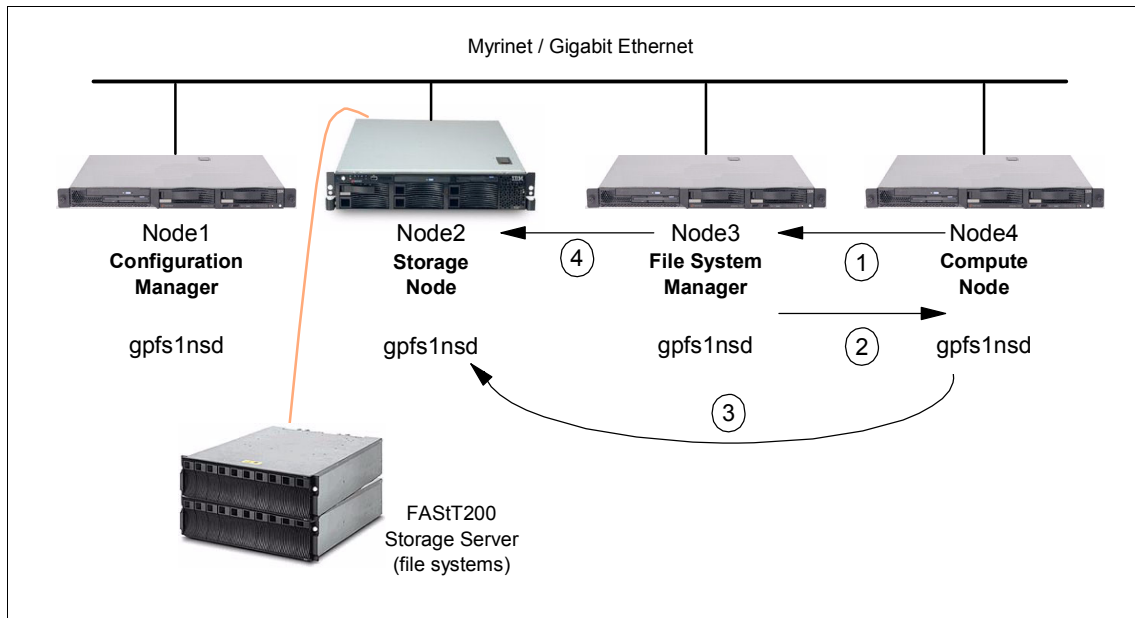 Myrinet / Gigabit Ethernet
Node1
Configuration
Manager
gpfs1nsd
Node2
Storage
Node
gpfs1nsd
Node3
File System
Manager
gpfs1nsd
Node4
Compute
Node
gpfs1nsd
4
1
2
3
IBM
FAStT200
Storage Server
(file systems)